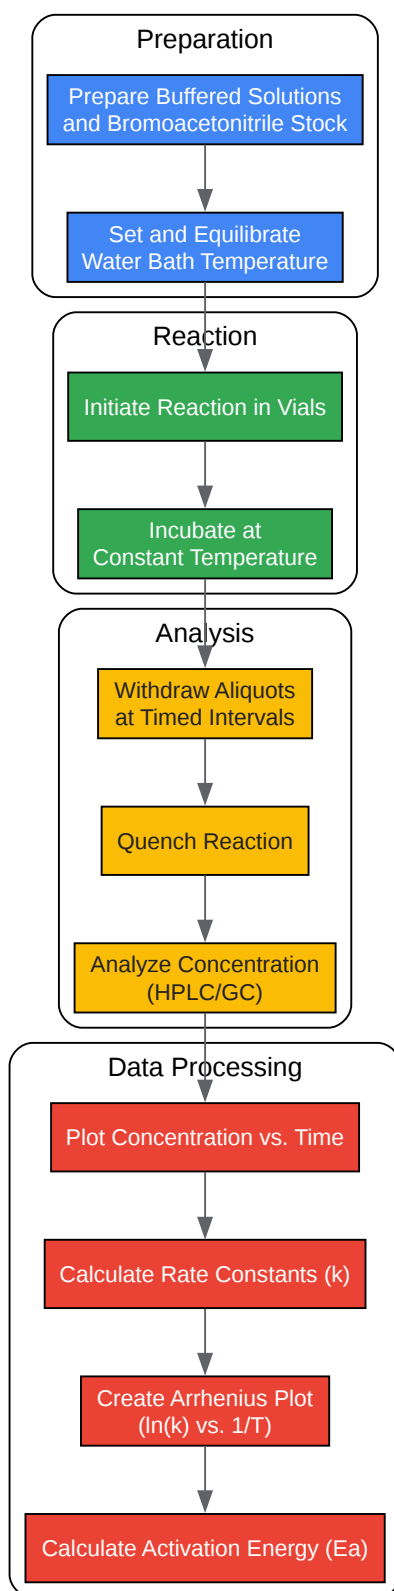 Preparation
Prepare Buffered Solutions
and Bromoacetonitrile Stock
Set and Equilibrate
Water Bath Temperature
Reaction
Initiate Reaction in Vials
Incubate at
Constant Temperature
Analysis
Withdraw Aliquots
at Timed Intervals
Quench Reaction
Analyze Concentration
(HPLC/GC)
Data Processing
Plot Concentration vs. Time
Calculate Rate Constants (k)
Create Arrhenius Plot
(ln(k) vs. 1/T)
Calculate Activation Energy (Ea)